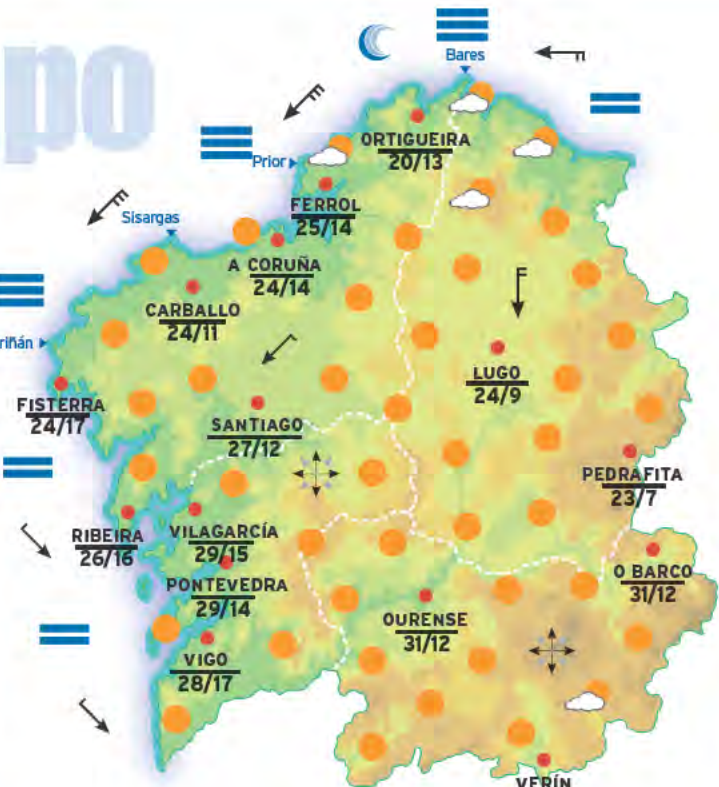 po
Bares
ORTIGUEIRA
20/13
Prior
FERROL
25/14
Sisargas
A CORUÑA
24/14
CARBALLO
24/11
riñán
LUGO
24/9
FISTERRA
24/17
SANTIAGO
27/12
PEDRAFITA
23/7
RIBEIRA
26/16
VILAGARCÍA
29/15
PONTEVEDRA
29/14
O BARCO
31/12
OURENSE
31/12
VIGO
28/17
VERÍN